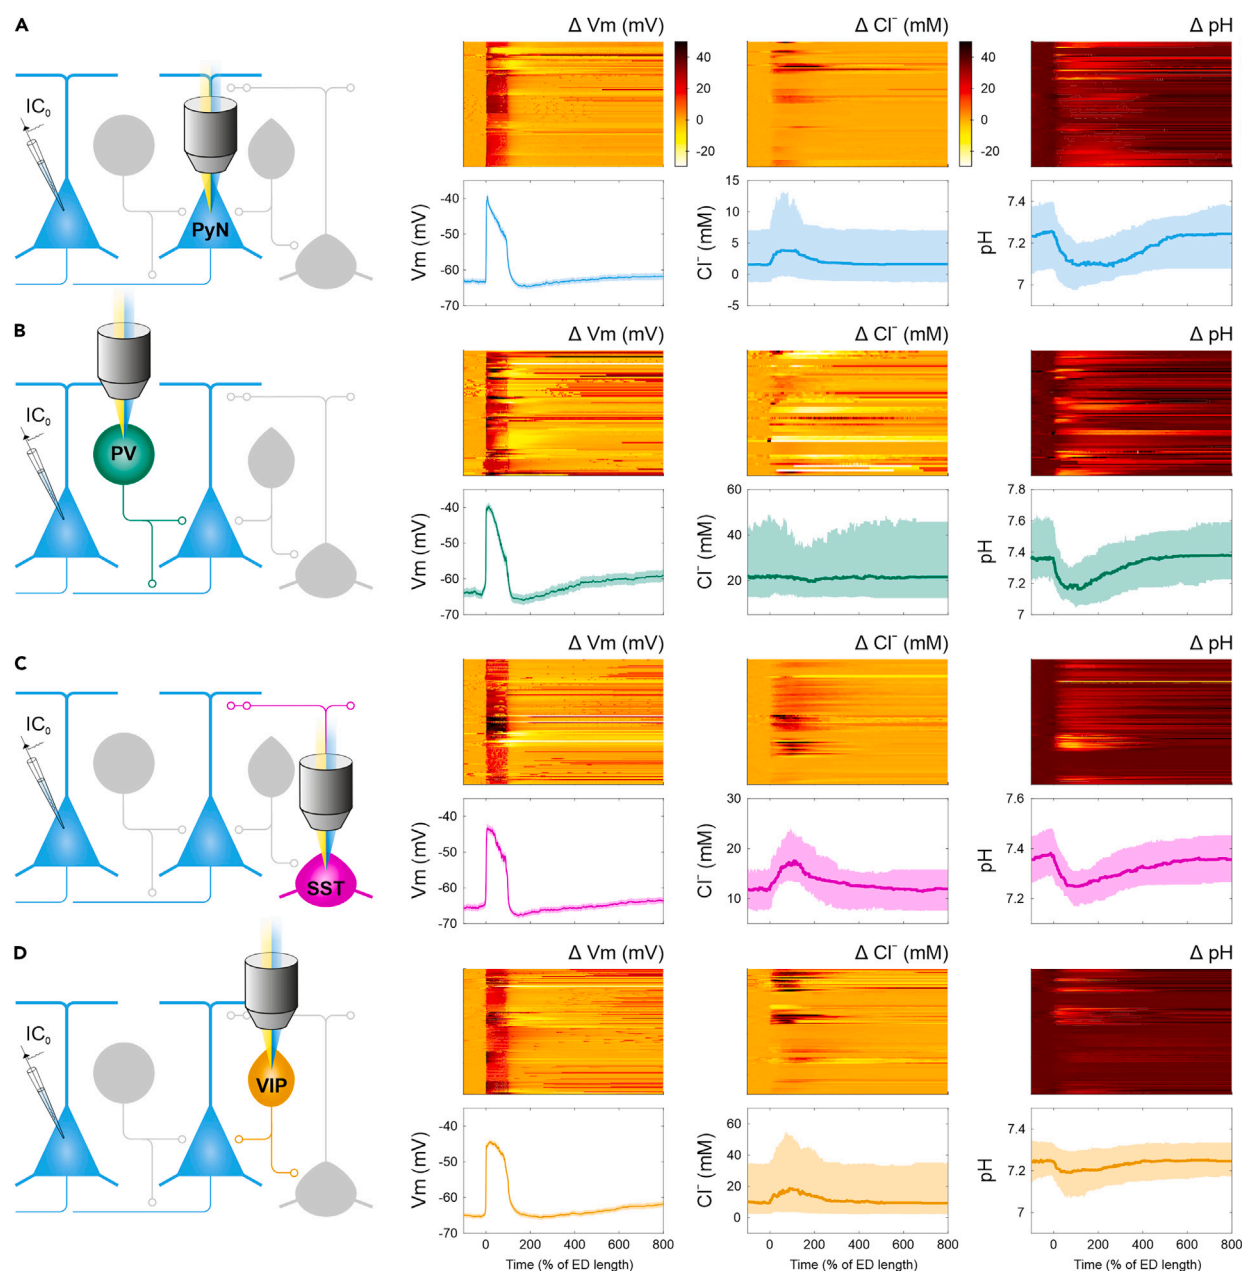 A
Δ Vm (mV)
Δ Cl⁻ (mM)
Δ pH
IC₀
PyN
40
20
0
-20
40
20
0
-20
Vm (mV)
-40
-50
-60
-70
Cl⁻ (mM)
15
10
5
0
-5
pH
7.4
7.2
7
B
Δ Vm (mV)
Δ Cl⁻ (mM)
Δ pH
IC₀
PV
Vm (mV)
-40
-50
-60
-70
Cl⁻ (mM)
60
40
20
pH
7.8
7.6
7.4
7.2
7
C
Δ Vm (mV)
Δ Cl⁻ (mM)
Δ pH
IC₀
SST
Vm (mV)
-40
-50
-60
-70
Cl⁻ (mM)
30
20
10
pH
7.6
7.4
7.2
D
Δ Vm (mV)
Δ Cl⁻ (mM)
Δ pH
IC₀
VIP
Vm (mV)
-40
-50
-60
-70
Cl⁻ (mM)
60
40
20
0
pH
7.4
7.2
7
0 200 400 600 800
0 200 400 600 800
0 200 400 600 800
Time (% of ED length)
Time (% of ED length)
Time (% of ED length)